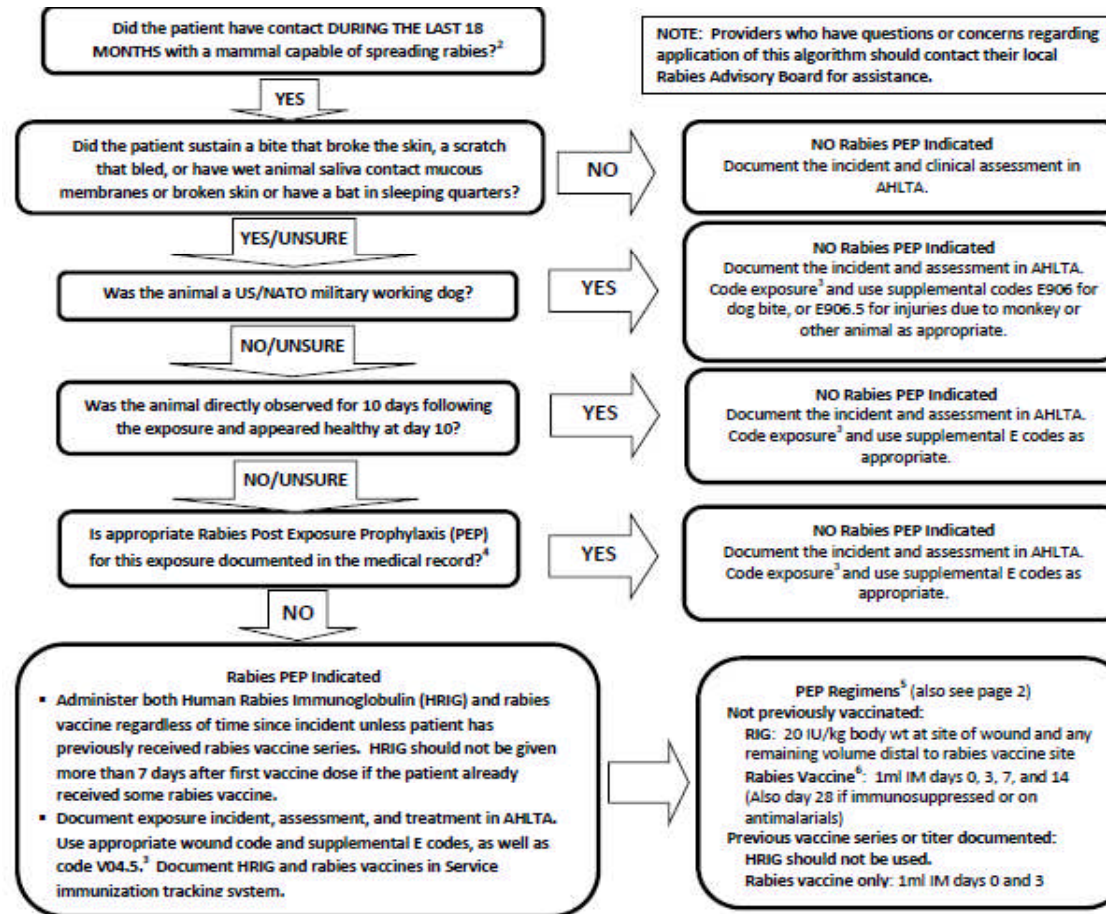 Did the patient have contact DURING THE LAST 18
MONTHS with a mammal capable of spreading rabies?2
NOTE: Providers who have questions or concerns regarding
application of this algorithm should contact their local
Rabies Advisory Board for assistance.
YES
Did the patient sustain a bite that broke the skin, a scratch
that bled, or have wet animal saliva contact mucous
membranes or broken skin or have a bat in sleeping quarters?
NO
NO Rabies PEP Indicated
Document the incident and clinical assessment in
AHLTA.
YES/UNSURE
Was the animal a US/NATO military working dog?
YES
NO Rabies PEP Indicated
Document the incident and assessment in AHLTA.
Code exposure3 and use supplemental codes E906 for
dog bite, or E906.5 for injuries due to monkey or
other animal as appropriate.
NO/UNSURE
Was the animal directly observed for 10 days following
the exposure and appeared healthy at day 10?
YES
NO Rabies PEP Indicated
Document the incident and assessment in AHLTA.
Code exposure3 and use supplemental E codes as
appropriate.
NO/UNSURE
Is appropriate Rabies Post Exposure Prophylaxis (PEP)
for this exposure documented in the medical record?4
YES
NO Rabies PEP Indicated
Document the incident and assessment in AHLTA.
Code exposure3 and use supplemental E codes as
appropriate.
NO
Rabies PEP Indicated
▪ Administer both Human Rabies Immunoglobulin (HRIG) and rabies
vaccine regardless of time since incident unless patient has
previously received rabies vaccine series. HRIG should not be given
more than 7 days after first vaccine dose if the patient already
received some rabies vaccine.
▪ Document exposure incident, assessment, and treatment in AHLTA.
Use appropriate wound code and supplemental E codes, as well as
code V04.5.3 Document HRIG and rabies vaccines in Service
immunization tracking system.
PEP Regimens5 (also see page 2)
Not previously vaccinated:
RIG: 20 IU/kg body wt at site of wound and any
remaining volume distal to rabies vaccine site
Rabies Vaccine6: 1ml IM days 0, 3, 7, and 14
(Also day 28 if immunosuppressed or on
antimalarials)
Previous vaccine series or titer documented:
HRIG should not be used.
Rabies vaccine only: 1ml IM days 0 and 3